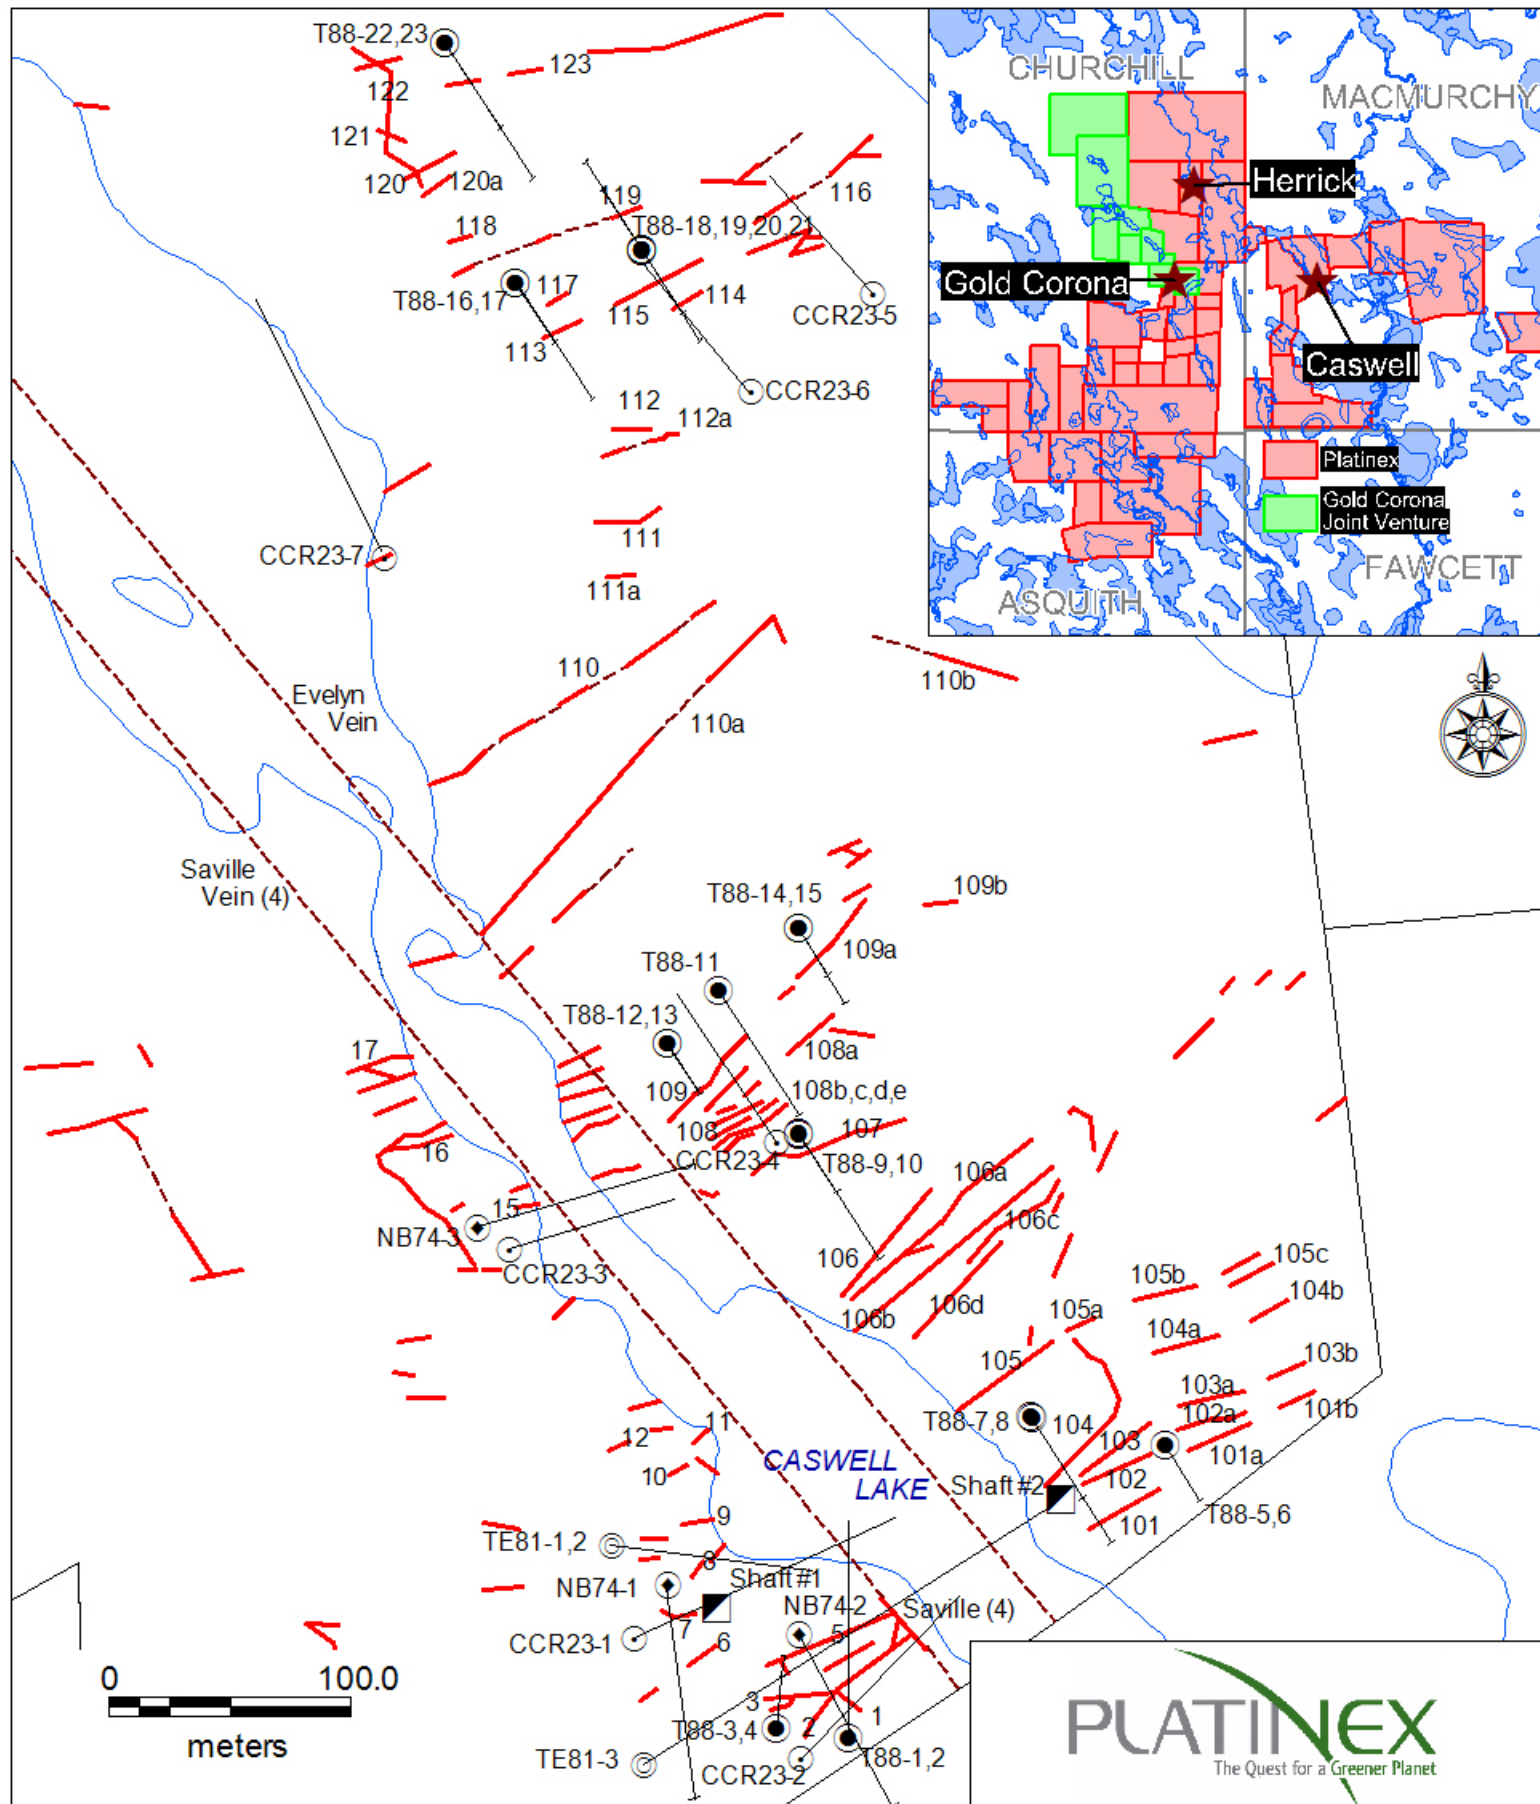 T88-22,23
123
122
121
120
120a
119
118
116
T88-18,19,20,21
T88-16,17
117
115
114
113
CCR23-5
CCR23-6
112
112a
111
111a
CCR23-7
110
110a
110b
Evelyn
Vein
Saville
Vein (4)
CHURCHILL
MACMURCHY
Herrick
Gold Corona
Caswell
Platinex
Gold Corona
Joint Venture
FAWCETT
ASQUITH
T88-14,15
109b
109a
T88-11
T88-12,13
108a
109
108b,c,d,e
108
107
CCR23-4
T88-9,10
17
16
15
NB74-3
CCR23-3
106a
106c
106
106b
106d
105c
105b
104b
105a
104a
105
103b
103a
102a
101b
T88-7,8
104
103
101a
102
Shaft #2
101
T88-5,6
12
11
10
CASWELL
LAKE
9
TE81-1,2
8
NB74-1
Shaft #1
NB74-2
Saville (4)
7
5
CCR23-1
6
3
1
T88-3,4
2
TE81-3
CCR23-2
T88-1,2
0
100.0
meters
PLATINEX
The Quest for a Greener Planet